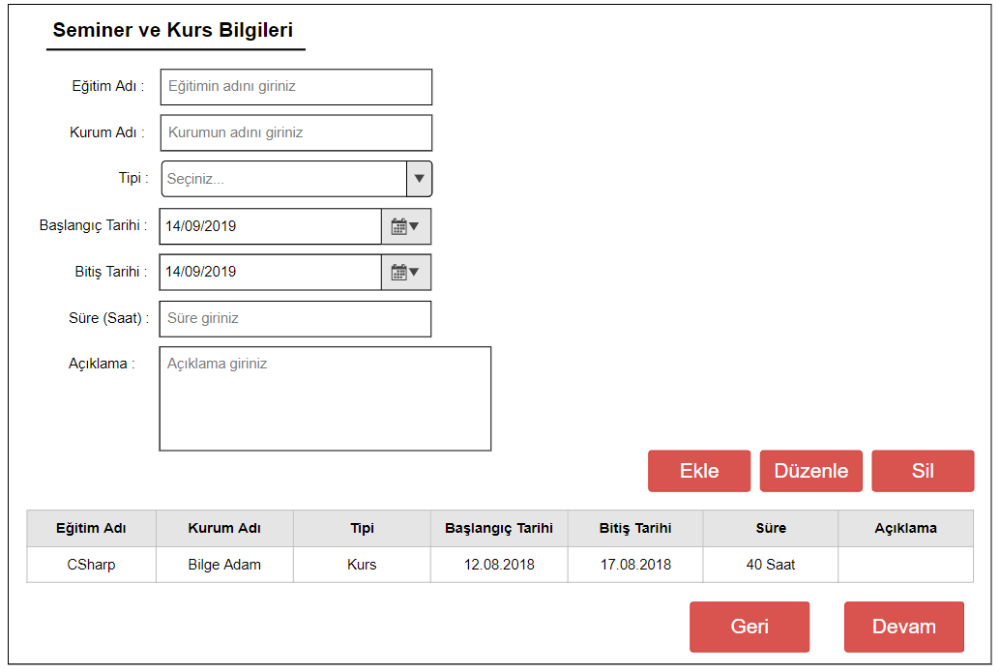 Seminer ve Kurs Bilgileri
Eğitim Adı : Eğitimin adını giriniz
Kurum Adı : Kurumun adını giriniz
Tipi : Seçiniz...
Başlangıç Tarihi : 14/09/2019
Bitiş Tarihi : 14/09/2019
Süre (Saat) : Süre giriniz
Açıklama : Açıklama giriniz
Ekle Düzenle Sil
Eğitim Adı Kurum Adı Tipi Başlangıç Tarihi Bitiş Tarihi Süre Açıklama
CSharp Bilge Adam Kurs 12.08.2018 17.08.2018 40 Saat
Geri Devam